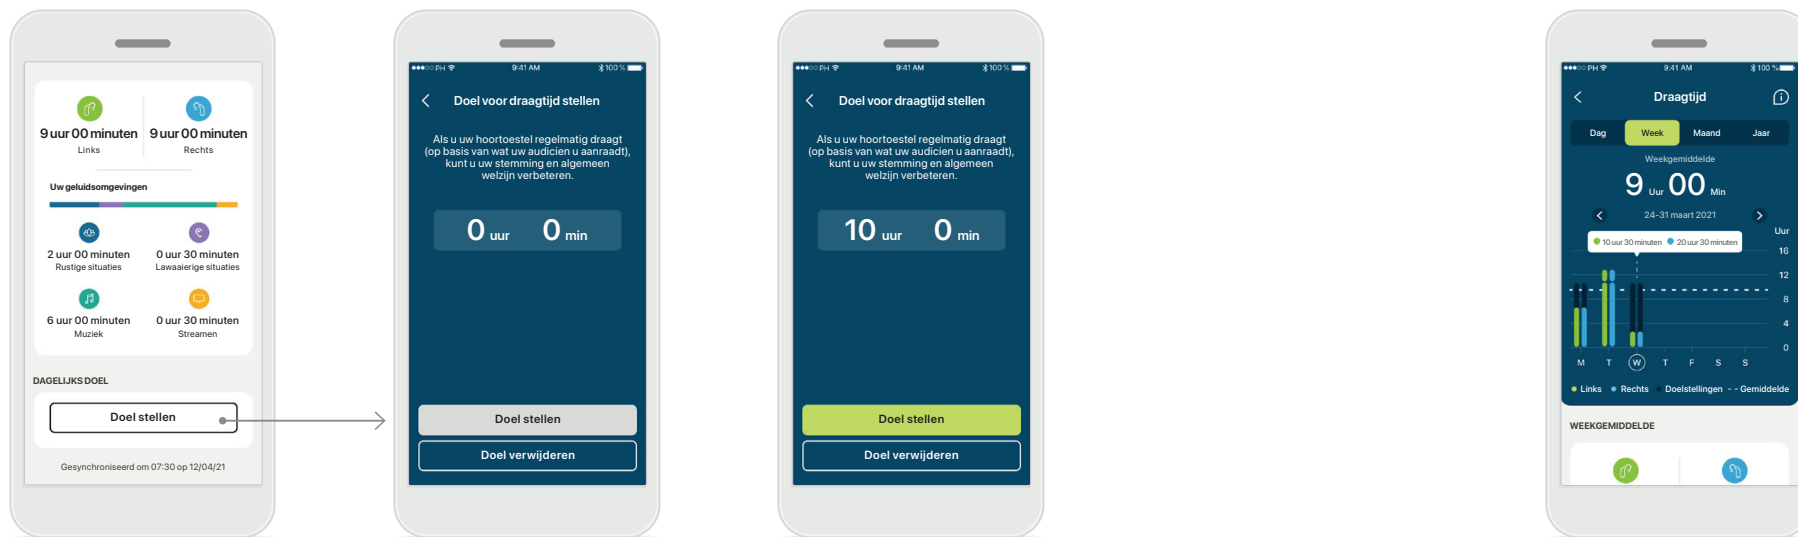 9 uur 00 minuten
Links
9 uur 00 minuten
Rechts
Uw geluidsomgevingen
2 uur 00 minuten
Rustige situaties
0 uur 30 minuten
Lawaaierige situaties
6 uur 00 minuten
Muziek
0 uur 30 minuten
Streamen
DAGELIJKS DOEL
Doel stellen
Gesynchroniseerd om 07:30 op 12/04/21
PH 9:41 AM 100 %
Doel voor draagtijd stellen
Als u uw hoortoestel regelmatig draagt
(op basis van wat uw audicien u aanraadt),
kunt u uw stemming en algemeen
welzijn verbeteren.
0 uur 0 min
Doel stellen
Doel verwijderen
PH 9:41 AM 100 %
Doel voor draagtijd stellen
Als u uw hoortoestel regelmatig draagt
(op basis van wat uw audicien u aanraadt),
kunt u uw stemming en algemeen
welzijn verbeteren.
10 uur 0 min
Doel stellen
Doel verwijderen
PH 9:41 AM 100 %
Draagtijd
Dag Week Maand Jaar
Weekgemiddelde
9 Uur 00 Min
24-31 maart 2021
Uur
10 uur 30 minuten 20 uur 30 minuten
16
12
8
4
0
M T W T F S S
Links Rechts Doelstellingen - - Gemiddelde
WEEKGEMIDDELDE